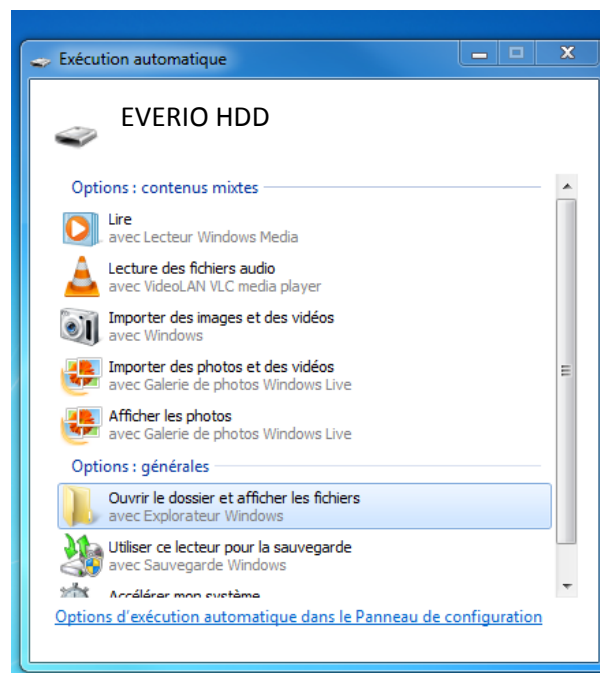 Exécution automatique
EVERIO HDD
Options : contenus mixtes
Lire
avec Lecteur Windows Media
Lecture des fichiers audio
avec VideoLAN VLC media player
Importer des images et des vidéos
avec Windows
Importer des photos et des vidéos
avec Galerie de photos Windows Live
Afficher les photos
avec Galerie de photos Windows Live
Options : générales
Ouvrir le dossier et afficher les fichiers
avec Explorateur Windows
Utiliser ce lecteur pour la sauvegarde
avec Sauvegarde Windows
Accélérer mon système
Options d'exécution automatique dans le Panneau de configuration